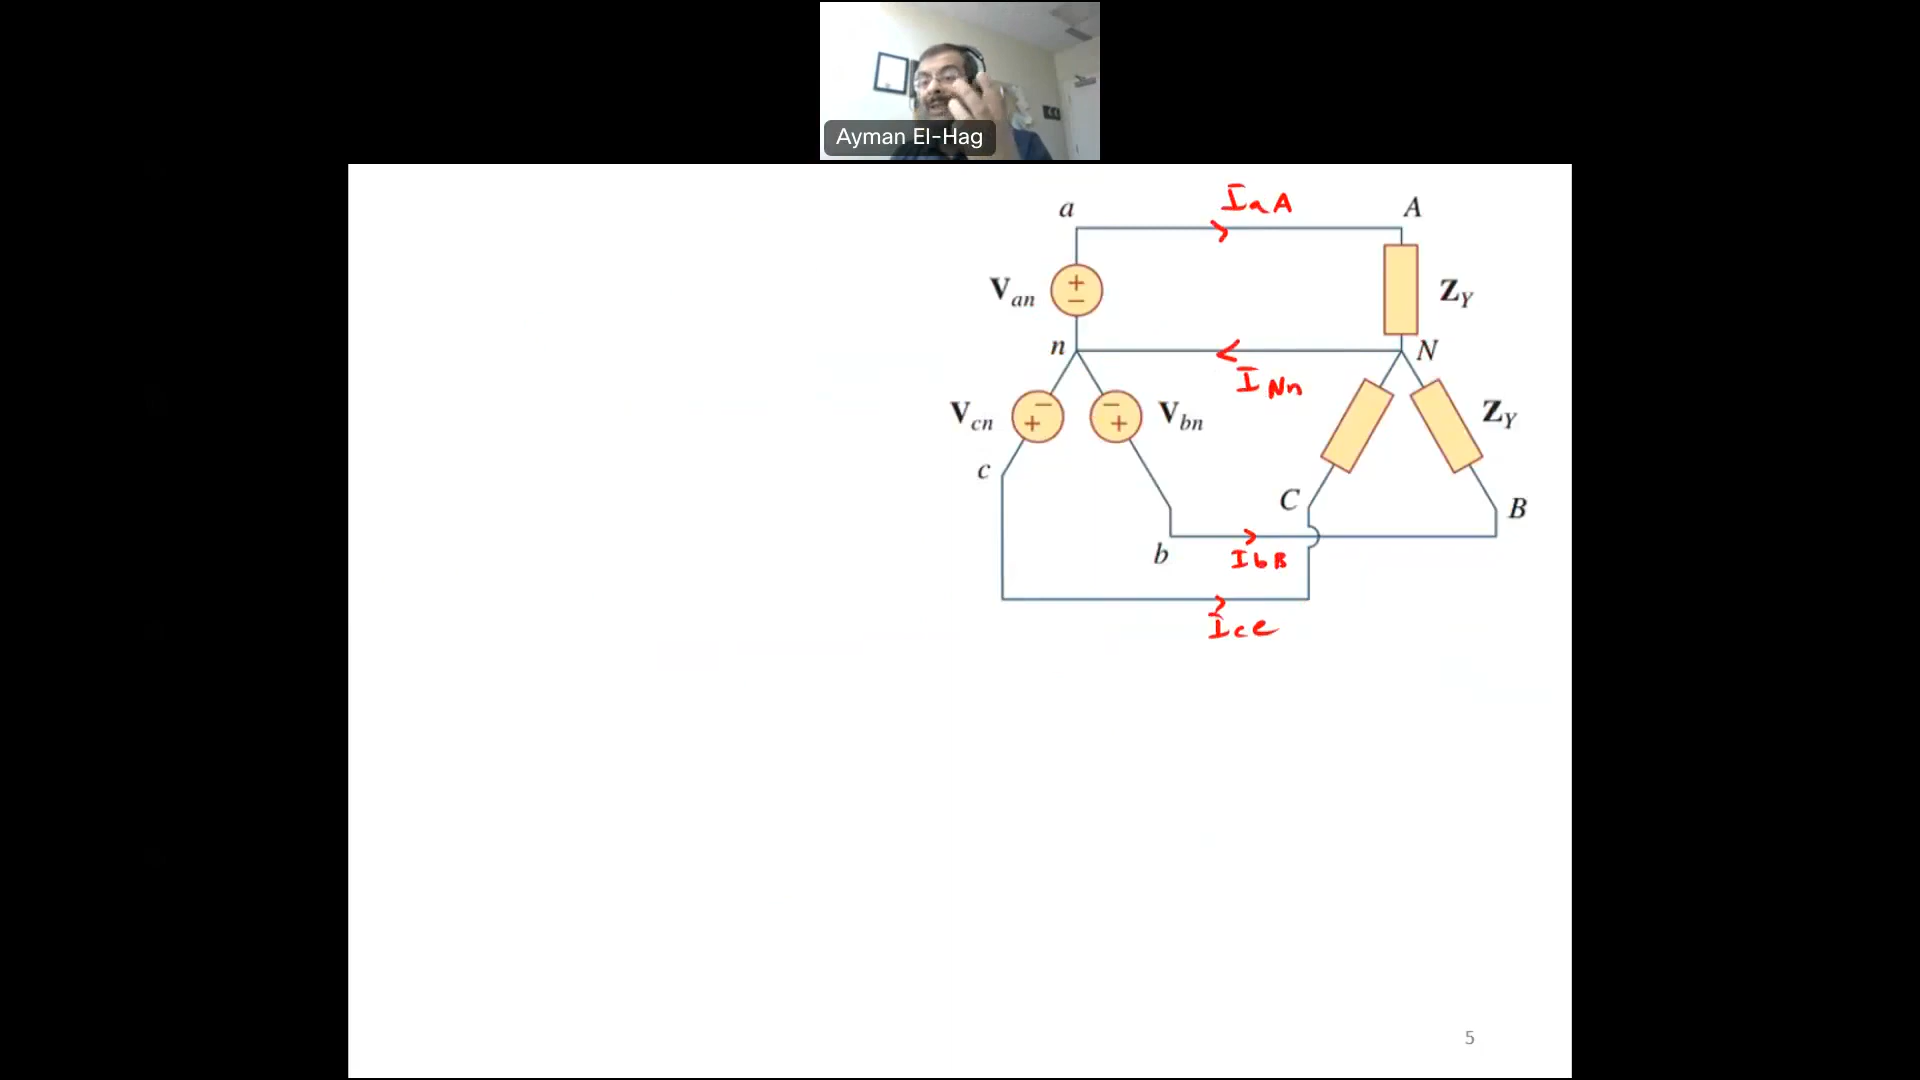 Ayman El-Hag
IaA
a
A
+
−
Van
ZY
n
N
INn
Vcn
−
+
−
+
Vbn
ZY
c
C
B
b
IbB
Icc
5